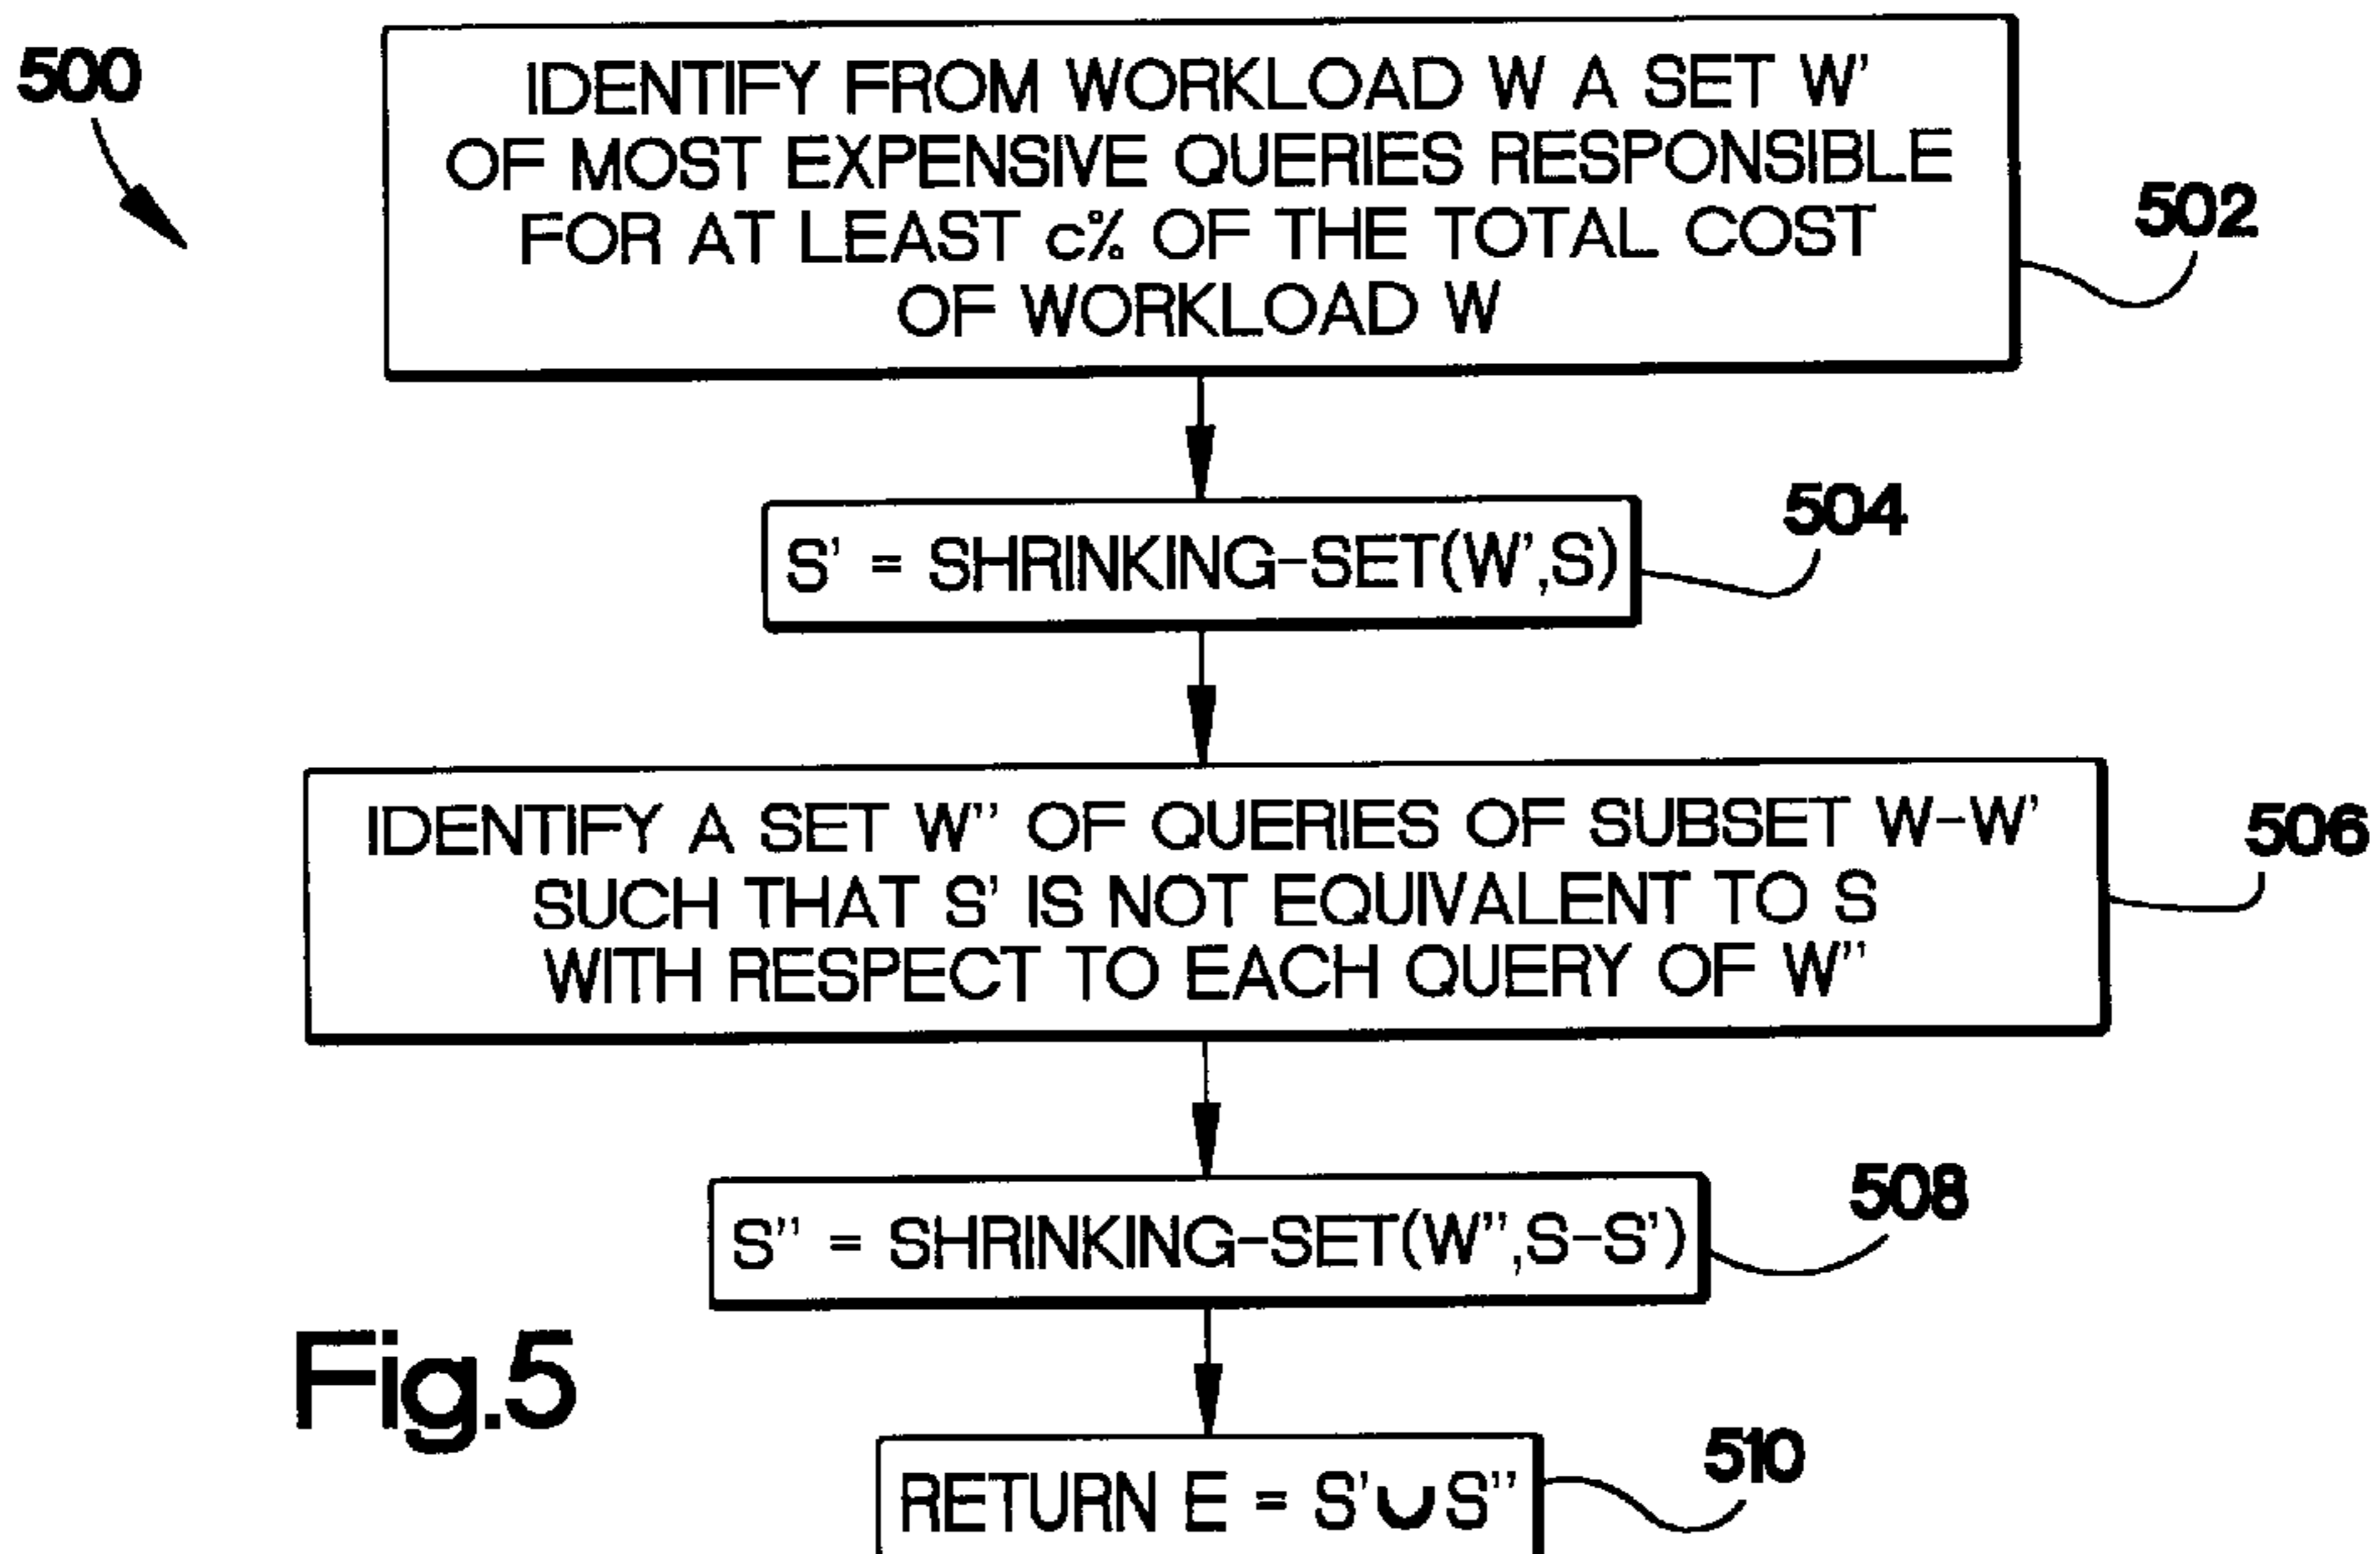 500
IDENTIFY FROM WORKLOAD W A SET W'
OF MOST EXPENSIVE QUERIES RESPONSIBLE
FOR AT LEAST c% OF THE TOTAL COST
OF WORKLOAD W
502
S' = SHRINKING-SET(W',S)
504
IDENTIFY A SET W" OF QUERIES OF SUBSET W-W'
SUCH THAT S' IS NOT EQUIVALENT TO S
WITH RESPECT TO EACH QUERY OF W"
506
S" = SHRINKING-SET(W",S-S')
508
RETURN E = S'∪S"
510
Fig.5